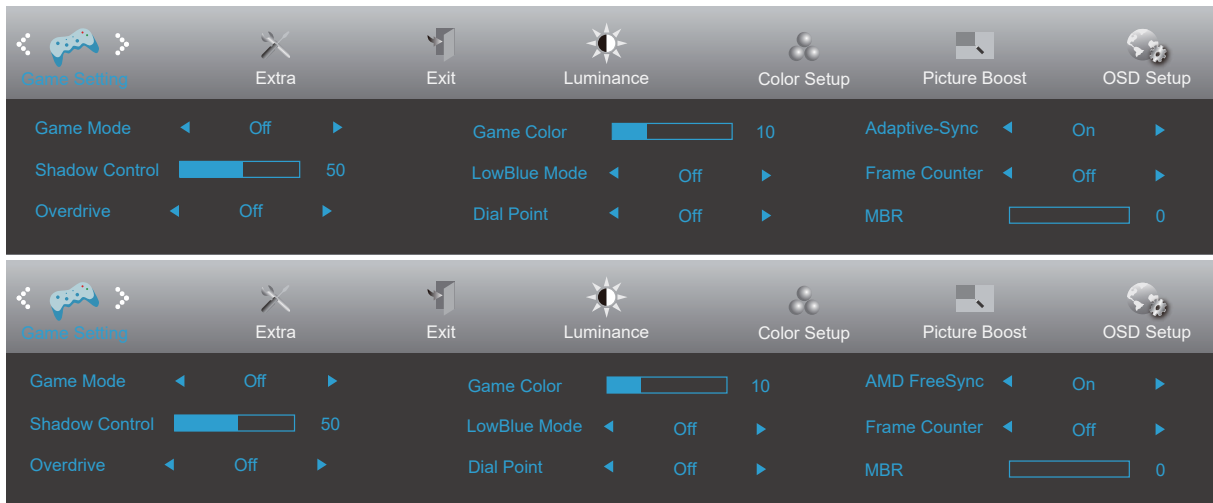 Game Setting Extra Exit Luminance Color Setup Picture Boost OSD Setup
Game Mode Off Game Color 10 Adaptive-Sync On
Shadow Control 50 LowBlue Mode Off Frame Counter Off
Overdrive Off Dial Point Off MBR 0
Game Setting Extra Exit Luminance Color Setup Picture Boost OSD Setup
Game Mode Off Game Color 10 AMD FreeSync On
Shadow Control 50 LowBlue Mode Off Frame Counter Off
Overdrive Off Dial Point Off MBR 0